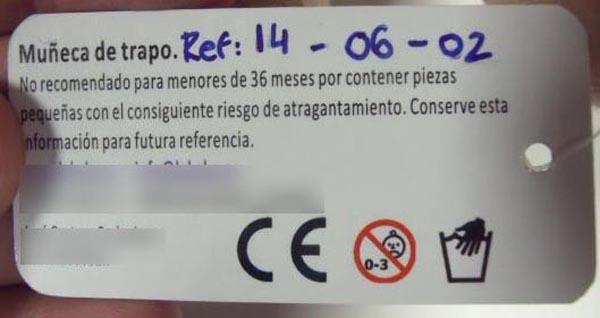 Muñeca de trapo. Ref: 14 - 06 - 02
No recomendado para menores de 36 meses por contener piezas
pequeñas con el consiguiente riesgo de atragantamiento. Conserve esta
información para futura referencia.
CE
0-3